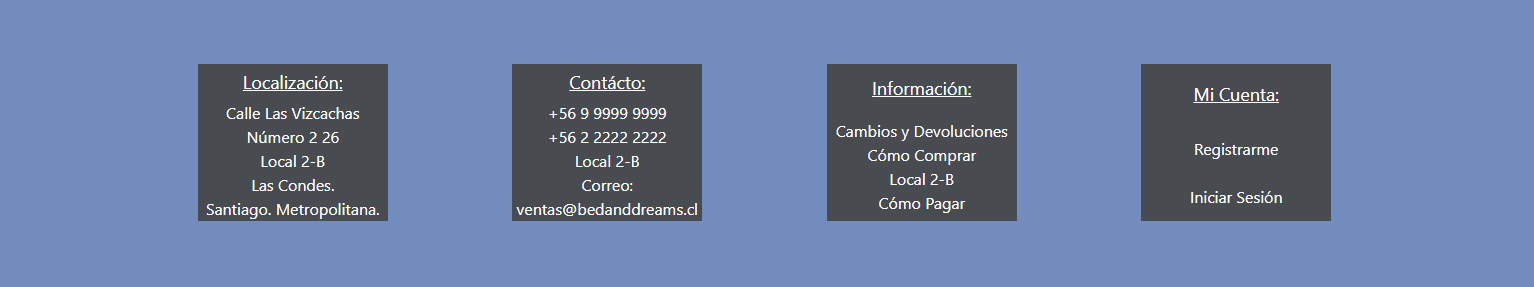 Localización:
Calle Las Vizcachas
Número 2 26
Local 2-B
Las Condes.
Santiago. Metropolitana.
Contácto:
+56 9 9999 9999
+56 2 2222 2222
Local 2-B
Correo:
ventas@bedanddreams.cl
Información:
Cambios y Devoluciones
Cómo Comprar
Local 2-B
Cómo Pagar
Mi Cuenta:
Registrarme
Iniciar Sesión